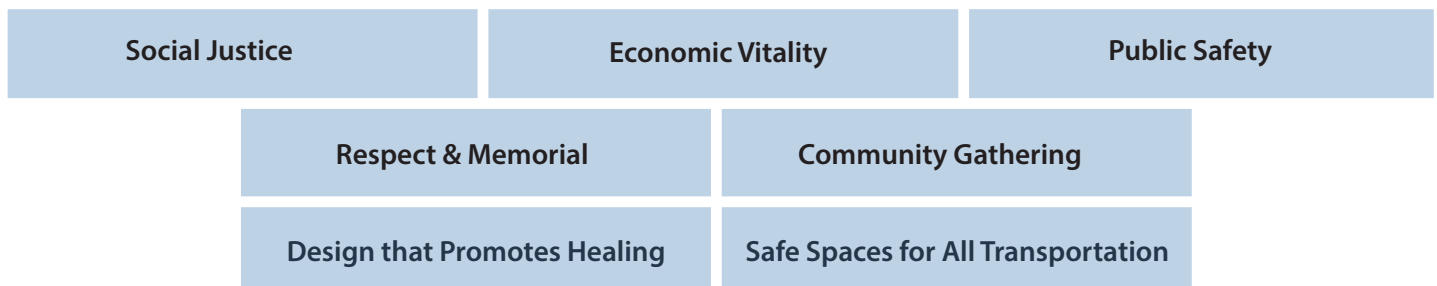 Social Justice
Economic Vitality
Public Safety
Respect & Memorial
Community Gathering
Design that Promotes Healing
Safe Spaces for All Transportation